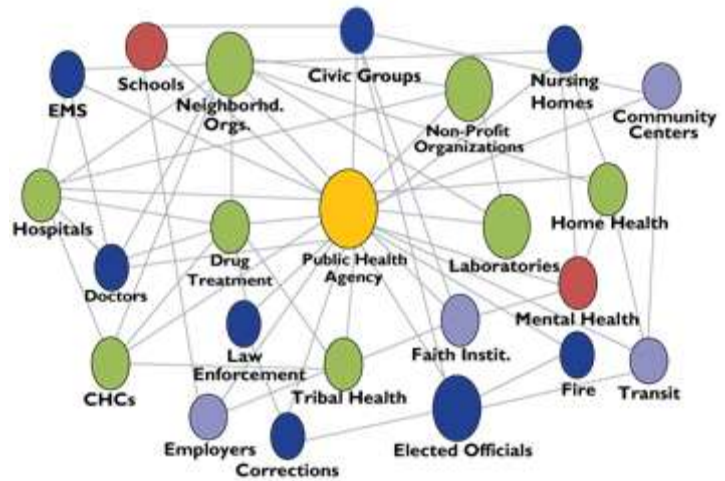 Schools
Civic Groups
EMS
Neighborhd.
Orgs.
Nursing
Homes
Non-Profit
Organizations
Community
Centers
Hospitals
Drug
Treatment
Public Health
Agency
Laboratories
Home Health
Doctors
Mental Health
Law
Enforcement
Faith Instit.
CHCs
Tribal Health
Fire
Transit
Employers
Corrections
Elected Officials